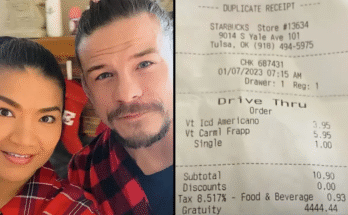 DUPLICATE RECEIPT
STARBUCKS Store #13634
9014 S Yale 101
Tulsa, OK (918) 494-5975
CHK 687431
01/07/2023 07:15 AM
Drawer: 1 Reg: 1
Drive Thru
Order
Vt Icd Americano 3.95
Vt Carml Frapp 5.95
Single 1.00
Subtotal 10.90
Discounts 0.00
Tax 8.517% - Food & Beverage 0.93
Gratuity 4444.44